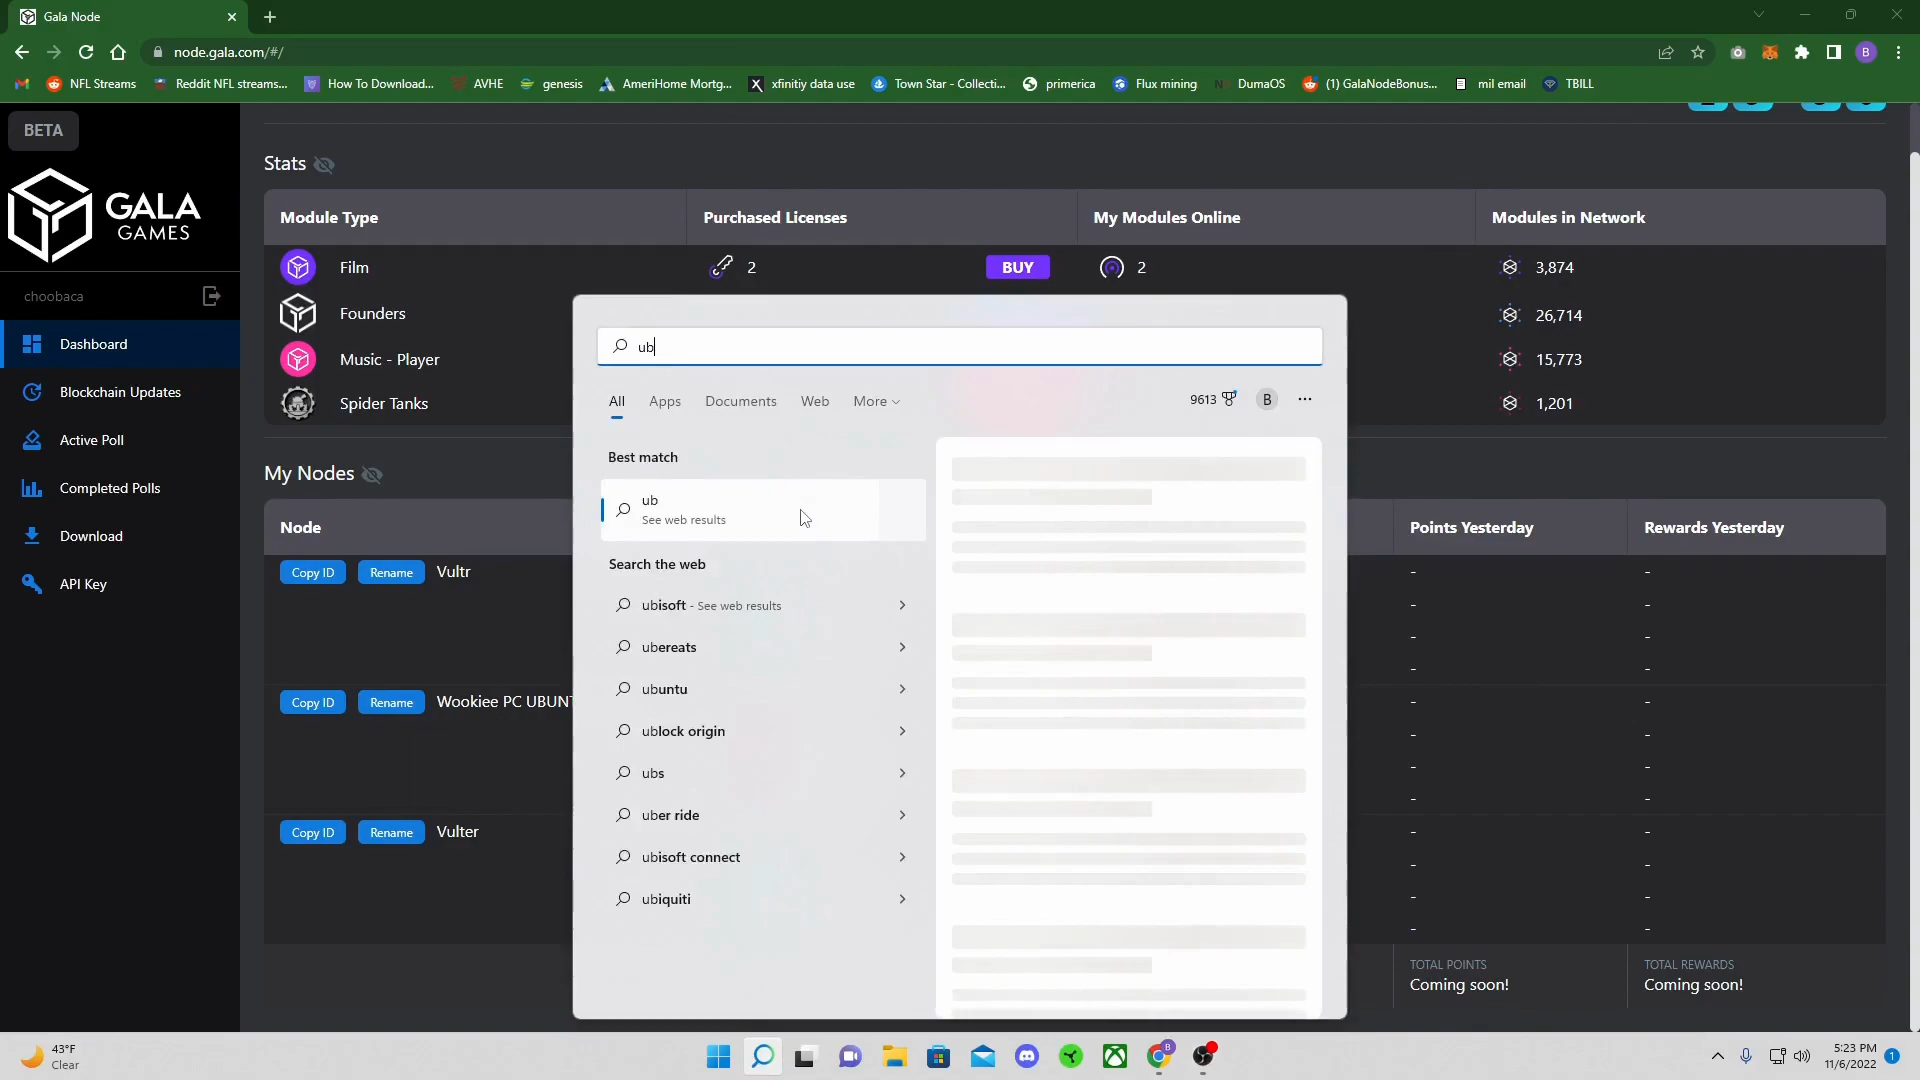 Gala Node
node.gala.com/#/
B
NFL Streams
Reddit NFL streams...
How To Download...
AVHE
genesis
AmeriHome Mortg...
xfinitiy data use
Town Star - Collecti...
primerica
Flux mining
DumaOS
(1) GalaNodeBonus...
mil email
TBILL
BETA
GALA
GAMES
choobaca
Dashboard
Blockchain Updates
Active Poll
Completed Polls
Download
API Key
Stats
Module Type
Purchased Licenses
My Modules Online
Modules in Network
Film
2
BUY
2
3,874
Founders
26,714
Music - Player
15,773
Spider Tanks
1,201
My Nodes
Node
Points Yesterday
Rewards Yesterday
Copy ID
Rename
Vultr
- -
- -
- -
- -
Copy ID
Rename
Wookiee PC UBUNT
- -
- -
- -
- -
Copy ID
Rename
Vulter
- -
- -
- -
- -
TOTAL POINTS
Coming soon!
TOTAL REWARDS
Coming soon!
ub
All
Apps
Documents
Web
More
9613
B
Best match
ub
See web results
Search the web
ubisoft - See web results
ubereats
ubuntu
ublock origin
ubs
uber ride
ubisoft connect
ubiquiti
43°F
Clear
B
5:23 PM
11/6/2022
1